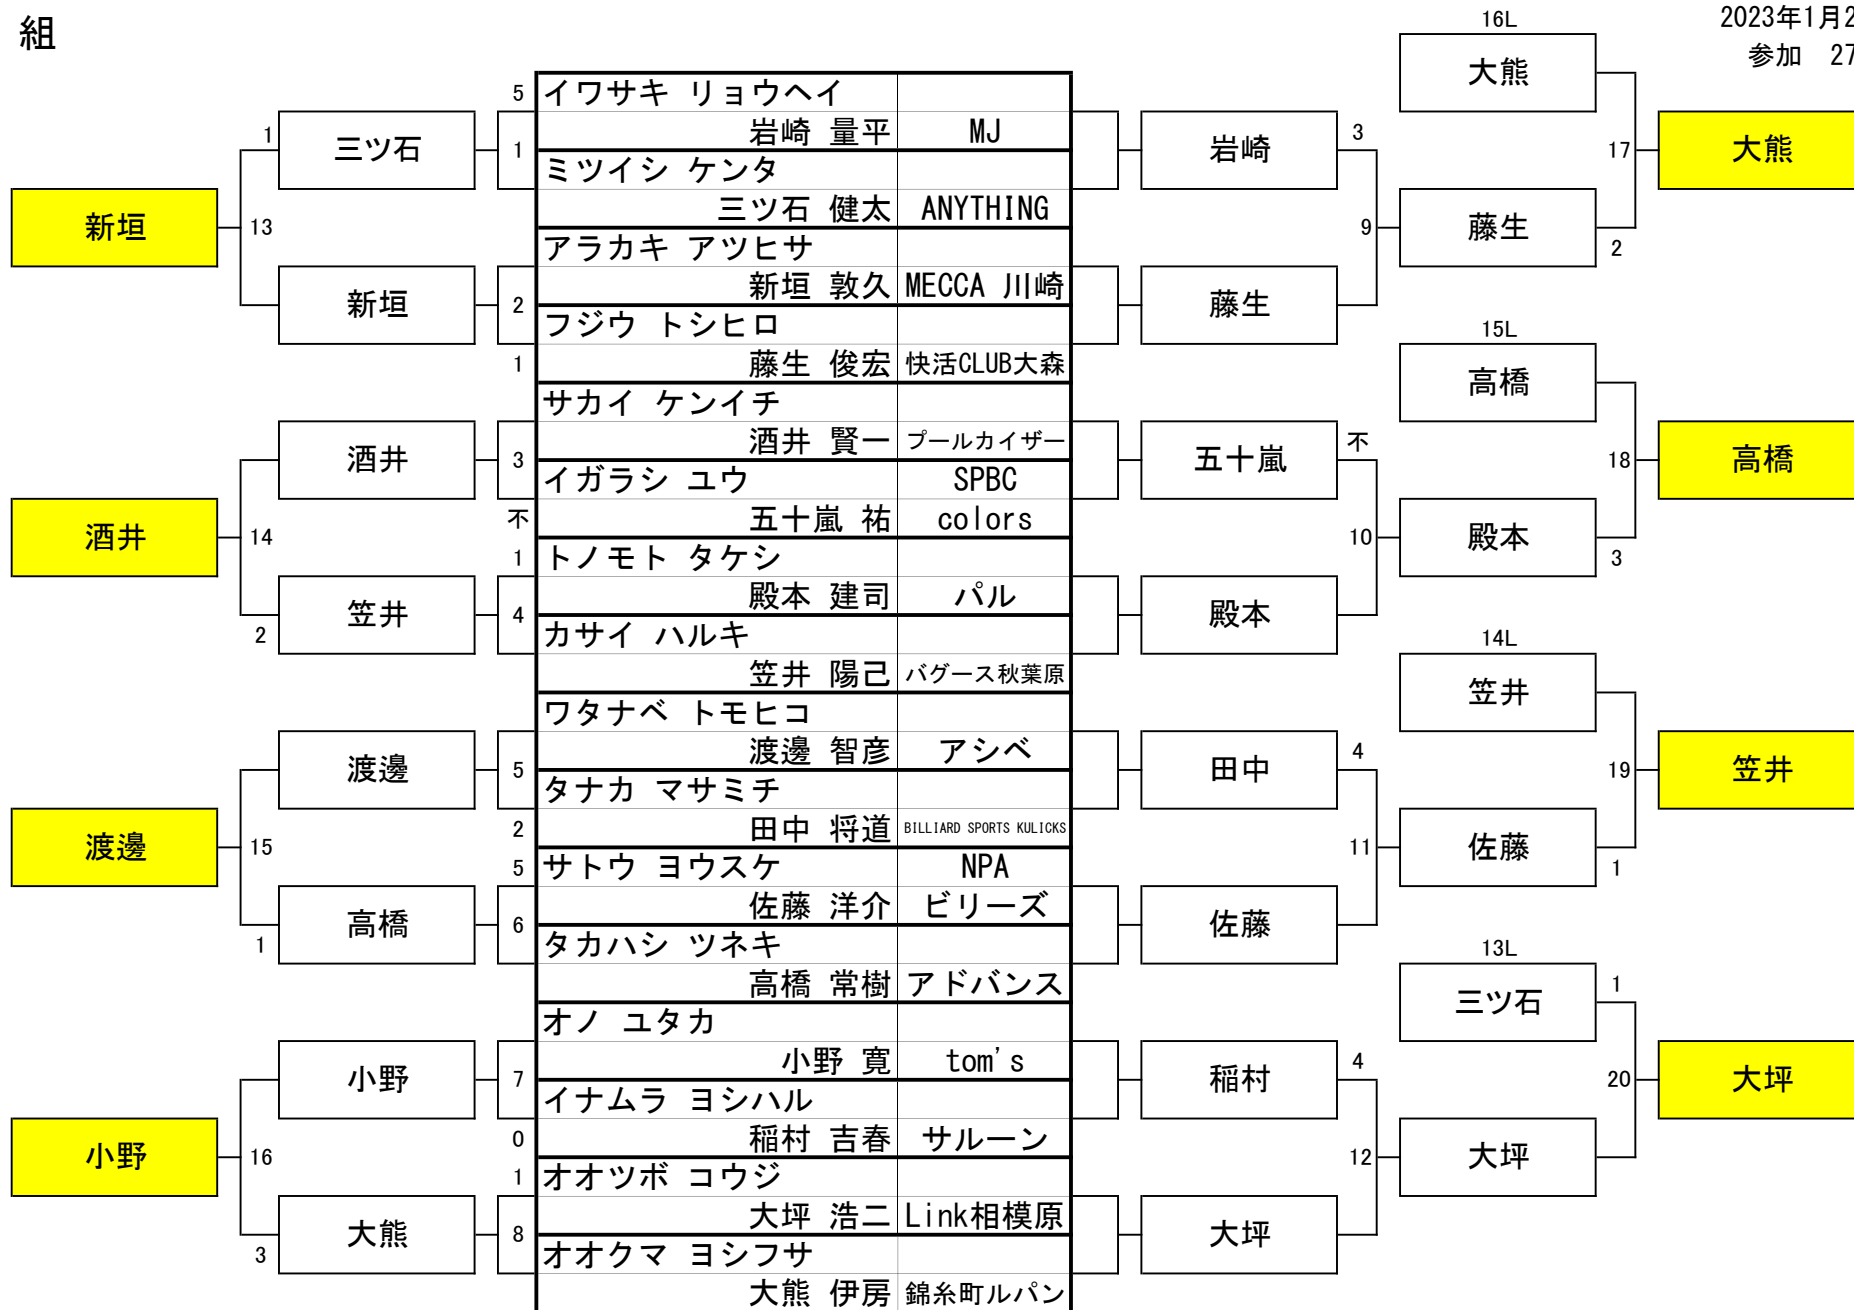 組
2023年1月2
参加 27
16L
大熊
5 イワサキ リョウヘイ
岩崎 量平 MJ
1 三ツ石 1
岩崎 3
17 大熊
ミツイシ ケンタ
三ツ石 健太 ANYTHING
新垣 13
9 藤生 2
アラカキ アツヒサ
新垣 敦久 MECCA 川崎
新垣 2
藤生
フジウ トシヒロ
1 藤生 俊宏 快活CLUB大森
15L
高橋
サカイ ケンイチ
酒井 賢一 プールカイザー
酒井 3
五十嵐 不
18 高橋
イガラシ ユウ SPBC
不 五十嵐 祐 colors
酒井 14
10 殿本 3
1 トノモト タケシ
殿本 建司 パル
2 笠井 4
殿本
カサイ ハルキ
笠井 陽己 バグース秋葉原
14L
笠井
ワタナベ トモヒコ
渡邊 智彦 アシベ
渡邊 5
田中 4
19 笠井
タナカ マサミチ
2 田中 将道 BILLIARD SPORTS KULICKS
渡邊 15
11 佐藤 1
5 サトウ ヨウスケ NPA
佐藤 洋介 ビリーズ
1 高橋 6
佐藤
タカハシ ツネキ
高橋 常樹 アドバンス
13L
三ツ石 1
オノ ユタカ
小野 寛 tom's
小野 7
稲村 4
20 大坪
イナムラ ヨシハル
0 稲村 吉春 サルーン
小野 16
12 大坪
1 オオツボ コウジ
大坪 浩二 Link相模原
3 大熊 8
大坪
オオクマ ヨシフサ
大熊 伊房 錦糸町ルパン